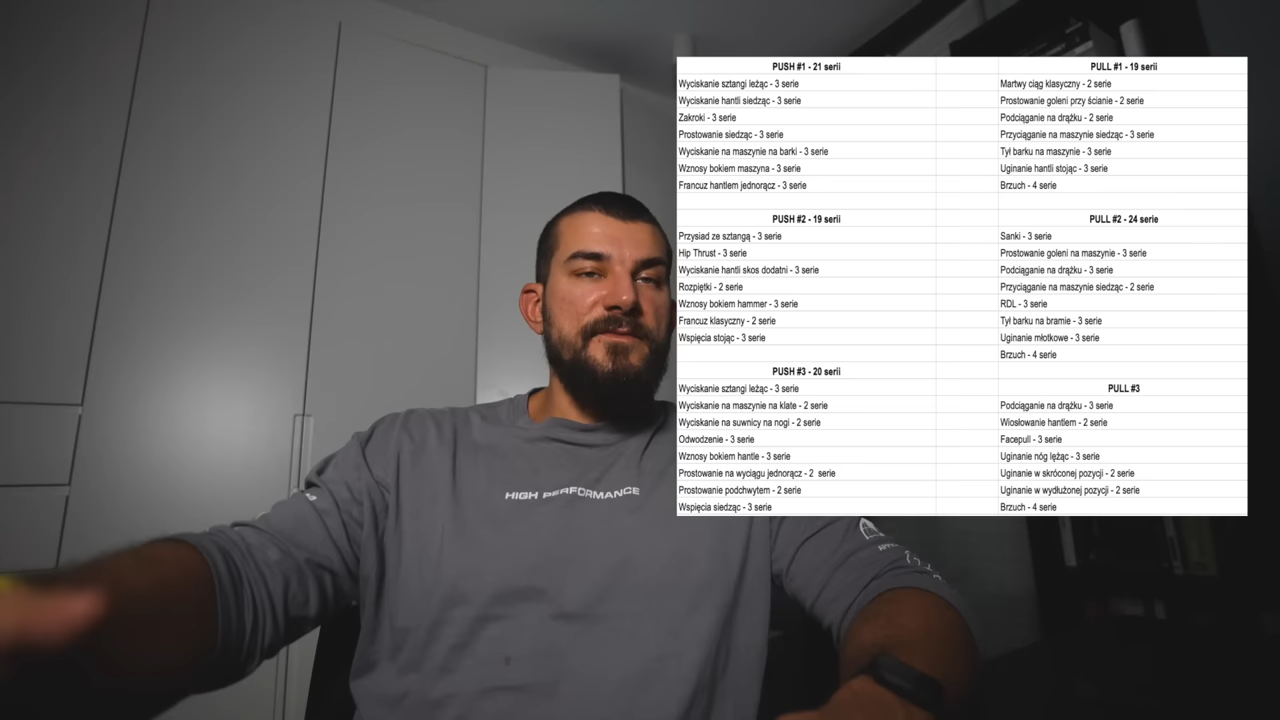 PUSH #1 - 21 serii
Wyciskanie sztangi leżąc - 3 serie
Wyciskanie hantli siedząc - 3 serie
Zakroki - 3 serie
Prostowanie siedząc - 3 serie
Wyciskanie na maszynie na barki - 3 serie
Wznosy bokiem maszyna - 3 serie
Francuz hantlem jednorącz - 3 serie
PUSH #2 - 19 serii
Przysiad ze sztangą - 3 serie
Hip Thrust - 3 serie
Wyciskanie hantli skos dodatni - 3 serie
Rozpiętki - 2 serie
Wznosy bokiem hammer - 3 serie
Francuz klasyczny - 2 serie
Wspięcia stojąc - 3 serie
PUSH #3 - 20 serii
Wyciskanie sztangi leżąc - 3 serie
Wyciskanie na maszynie na klate - 2 serie
Wyciskanie na suwnicy na nogi - 2 serie
Odwodzenie - 3 serie
Wznosy bokiem hantle - 3 serie
Prostowanie na wyciągu jednorącz - 2 serie
Prostowanie podchwytem - 2 serie
Wspięcia siedząc - 3 serie
PULL #1 - 19 serii
Martwy ciąg klasyczny - 2 serie
Prostowanie goleni przy ścianie - 2 serie
Podciąganie na drążku - 2 serie
Przyciąganie na maszynie siedząc - 3 serie
Tył barku na maszynie - 3 serie
Uginanie hantli stojąc - 3 serie
Brzuch - 4 serie
PULL #2 - 24 serie
Sanki - 3 serie
Prostowanie goleni na maszynie - 3 serie
Podciąganie na drążku - 3 serie
Przyciąganie na maszynie siedząc - 2 serie
RDL - 3 serie
Tył barku na bramie - 3 serie
Uginanie młotkowe - 3 serie
Brzuch - 4 serie
PULL #3
Podciąganie na drążku - 3 serie
Wiosłowanie hantlem - 2 serie
Facepull - 3 serie
Uginanie nóg lężąc - 3 serie
Uginanie w skróconej pozycji - 2 serie
Uginanie w wydłużonej pozycji - 2 serie
Brzuch - 4 serie
HIGH PERFORMANCE